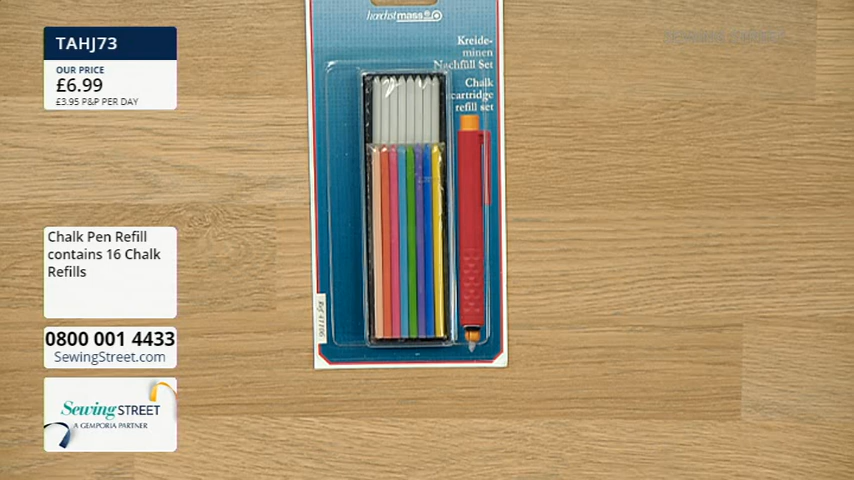 TAHJ73
OUR PRICE
£6.99
£3.95 P&P PER DAY
hoechstmass
Kreide-
minen
Nachfüll Set
Chalk
cartridge
refill set
Chalk Pen Refill
contains 16 Chalk
Refills
0800 001 4433
SewingStreet.com
Sewing STREET
A GEMPORIA PARTNER